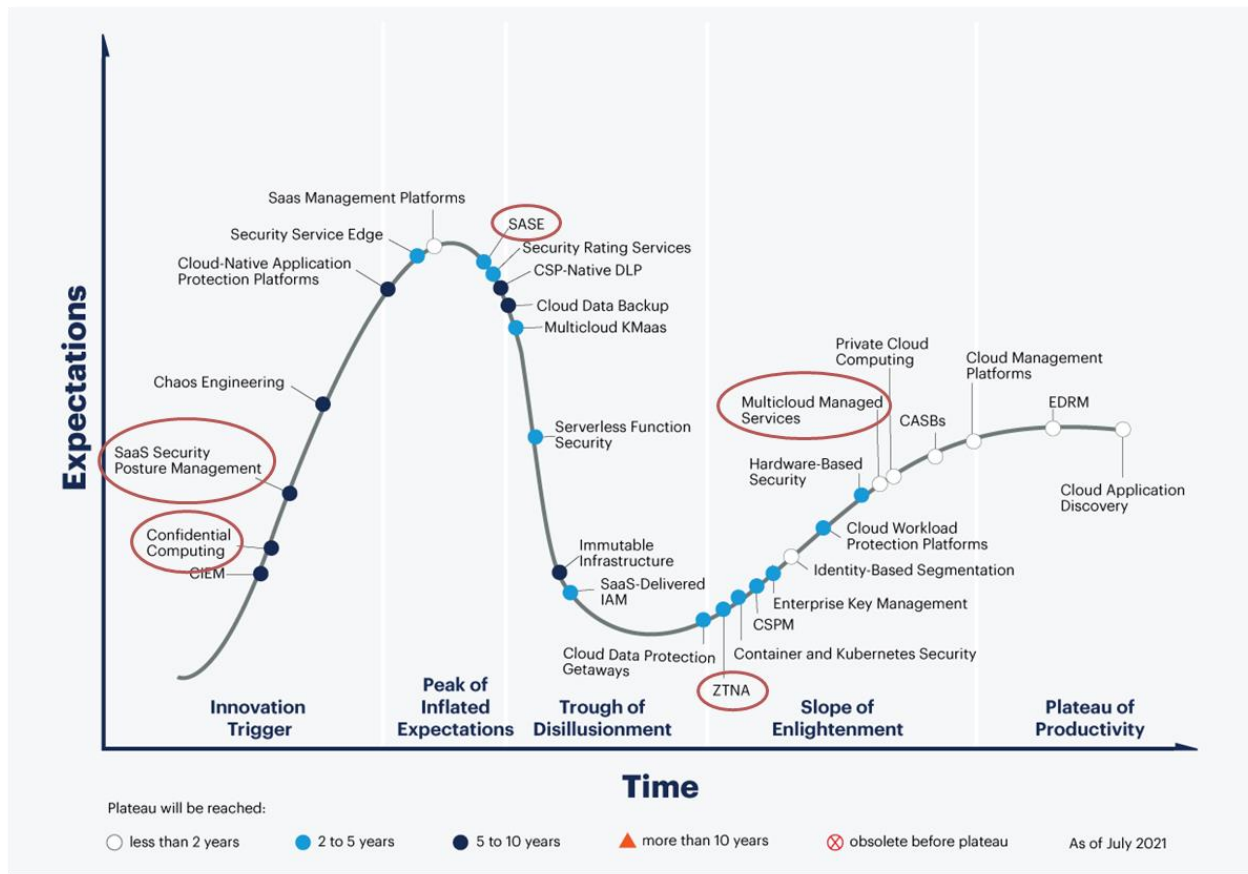 Expectations
Saas Management Platforms
Security Service Edge
Cloud-Native Application
Protection Platforms
Chaos Engineering
SaaS Security
Posture Management
Confidential
Computing
CIEM
SASE
Security Rating Services
CSP-Native DLP
Cloud Data Backup
Multicloud KMaas
Serverless Function
Security
Immutable
Infrastructure
SaaS-Delivered
IAM
Cloud Data Protection
Getaways
ZTNA
Container and Kubernetes Security
CSPM
Enterprise Key Management
Identity-Based Segmentation
Cloud Workload
Protection Platforms
Hardware-Based
Security
Multicloud Managed
Services
Private Cloud
Computing
CASBs
Cloud Management
Platforms
EDRM
Cloud Application
Discovery
Innovation
Trigger
Peak of
Inflated
Expectations
Trough of
Disillusionment
Slope of
Enlightenment
Plateau of
Productivity
Time
Plateau will be reached:
less than 2 years
2 to 5 years
5 to 10 years
more than 10 years
obsolete before plateau
As of July 2021